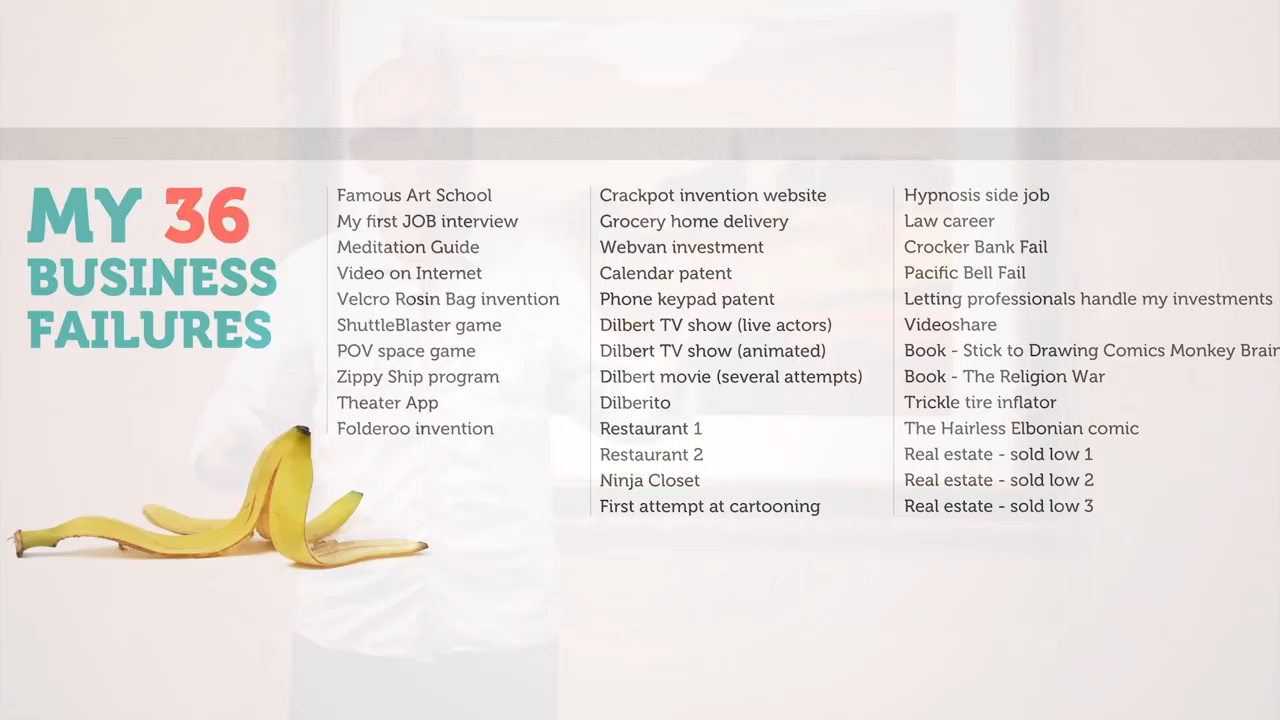 MY 36
BUSINESS
FAILURES
Famous Art School
My first JOB interview
Meditation Guide
Video on Internet
Velcro Rosin Bag invention
ShuttleBlaster game
POV space game
Zippy Ship program
Theater App
Folderoo invention
Crackpot invention website
Grocery home delivery
Webvan investment
Calendar patent
Phone keypad patent
Dilbert TV show (live actors)
Dilbert TV show (animated)
Dilbert movie (several attempts)
Dilberito
Restaurant 1
Restaurant 2
Ninja Closet
First attempt at cartooning
Hypnosis side job
Law career
Crocker Bank Fail
Pacific Bell Fail
Letting professionals handle my investments
Videoshare
Book - Stick to Drawing Comics Monkey Brain
Book - The Religion War
Trickle tire inflator
The Hairless Elbonian comic
Real estate - sold low 1
Real estate - sold low 2
Real estate - sold low 3